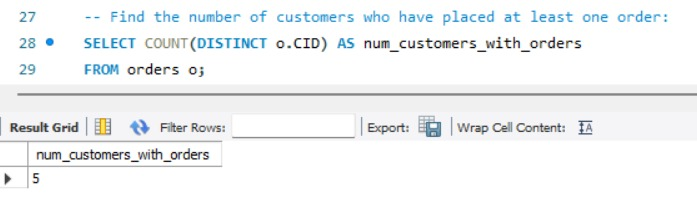 27 -- Find the number of customers who have placed at least one order:
28 SELECT COUNT(DISTINCT o.CID) AS num_customers_with_orders
29 FROM orders o;
Result Grid Filter Rows: Export: Wrap Cell Content: IA
num_customers_with_orders
5